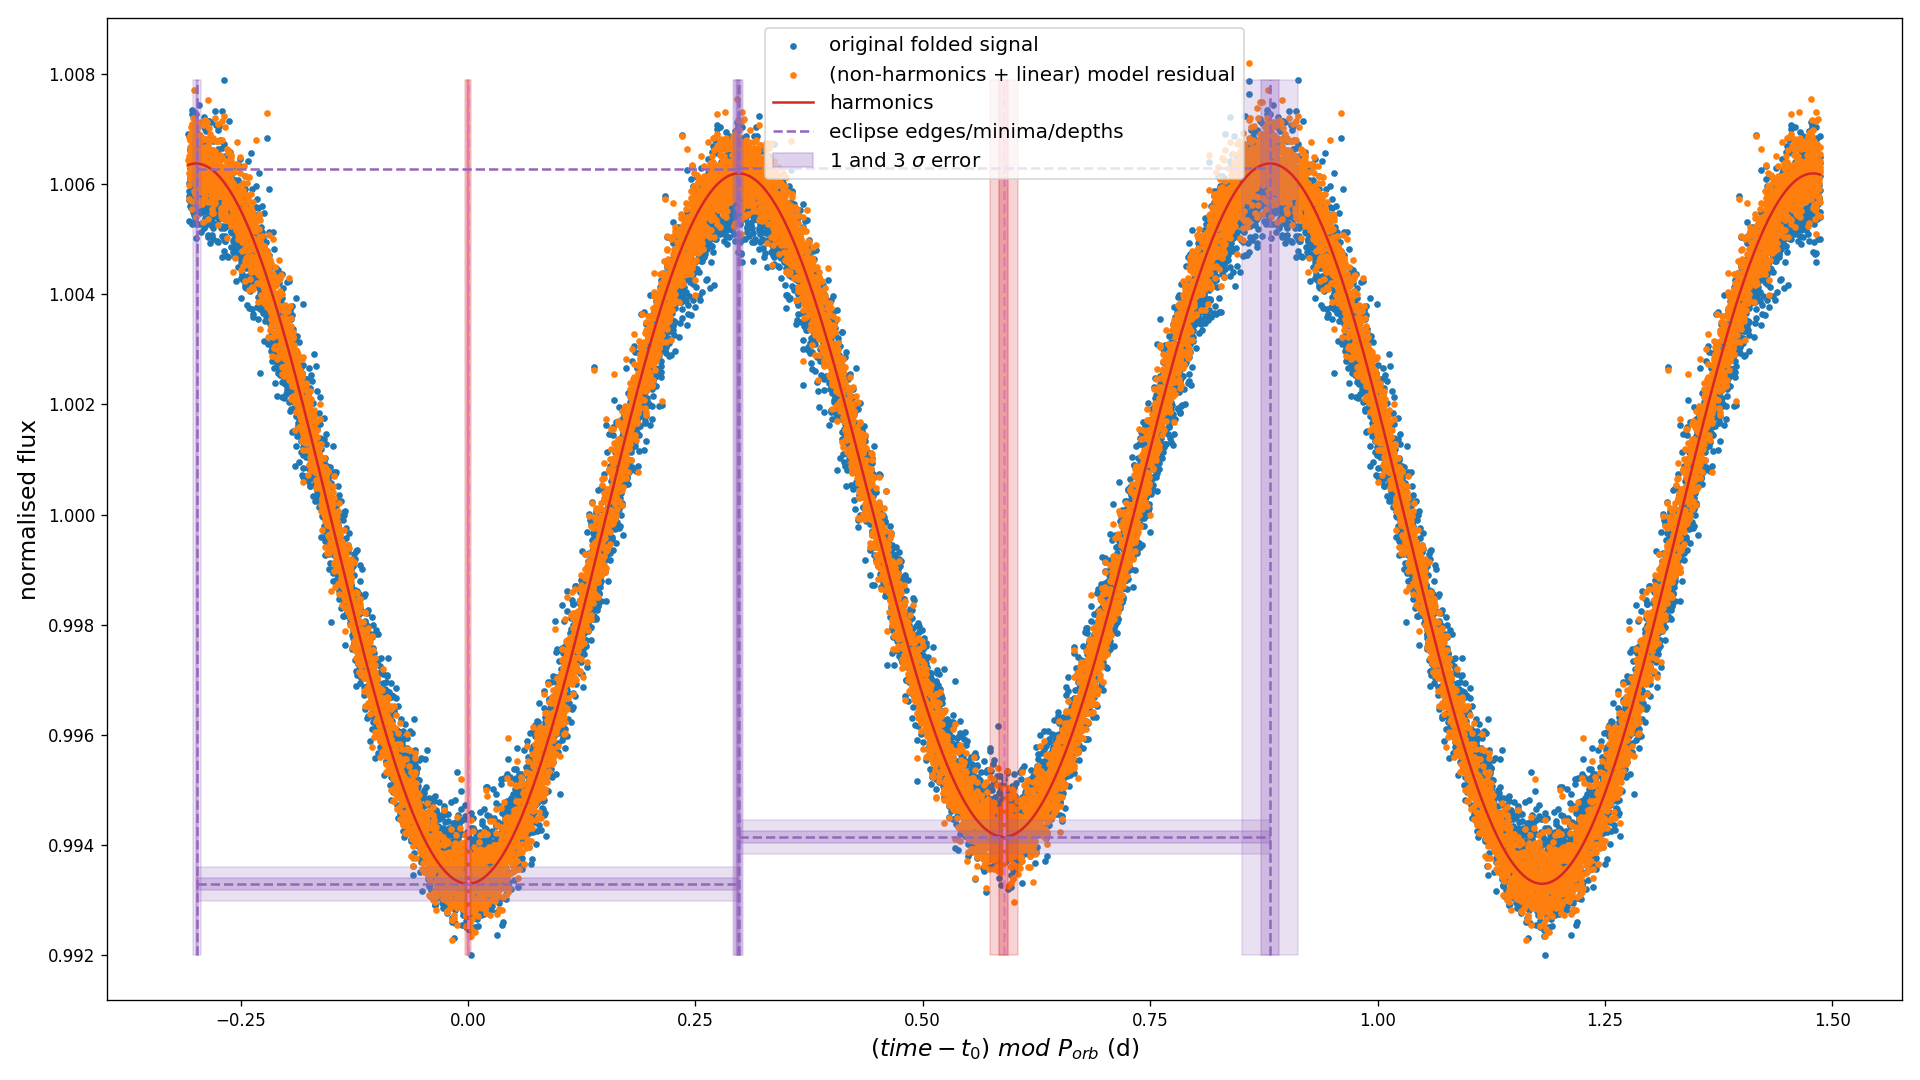 original folded signal
(non-harmonics + linear) model residual
harmonics
eclipse edges/minima/depths
1 and 3 σ error
normalised flux
1.008
1.006
1.004
1.002
1.000
0.998
0.996
0.994
0.992
−0.25
0.00
0.25
0.50
0.75
1.00
1.25
1.50
(time − t₀) mod P_orb (d)